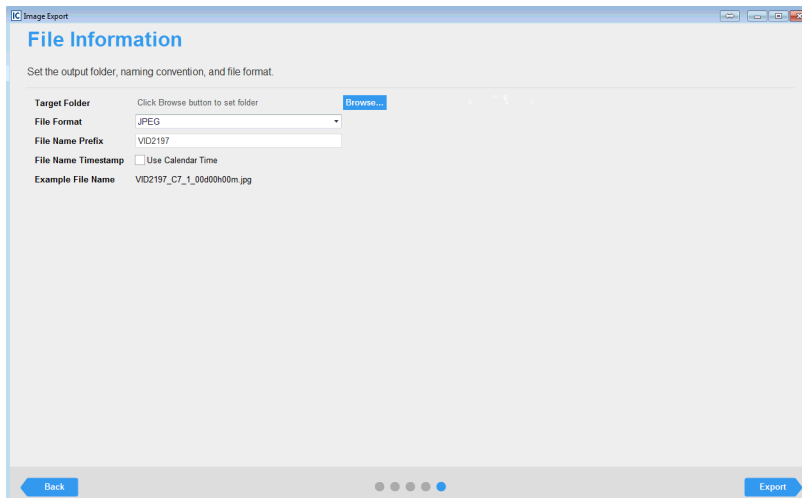 IC Image Export
File Information
Set the output folder, naming convention, and file format.
Target Folder Click Browse button to set folder Browse...
File Format JPEG
File Name Prefix VID2197
File Name Timestamp Use Calendar Time
Example File Name VID2197_C7_1_00d00h00m.jpg
Back Export